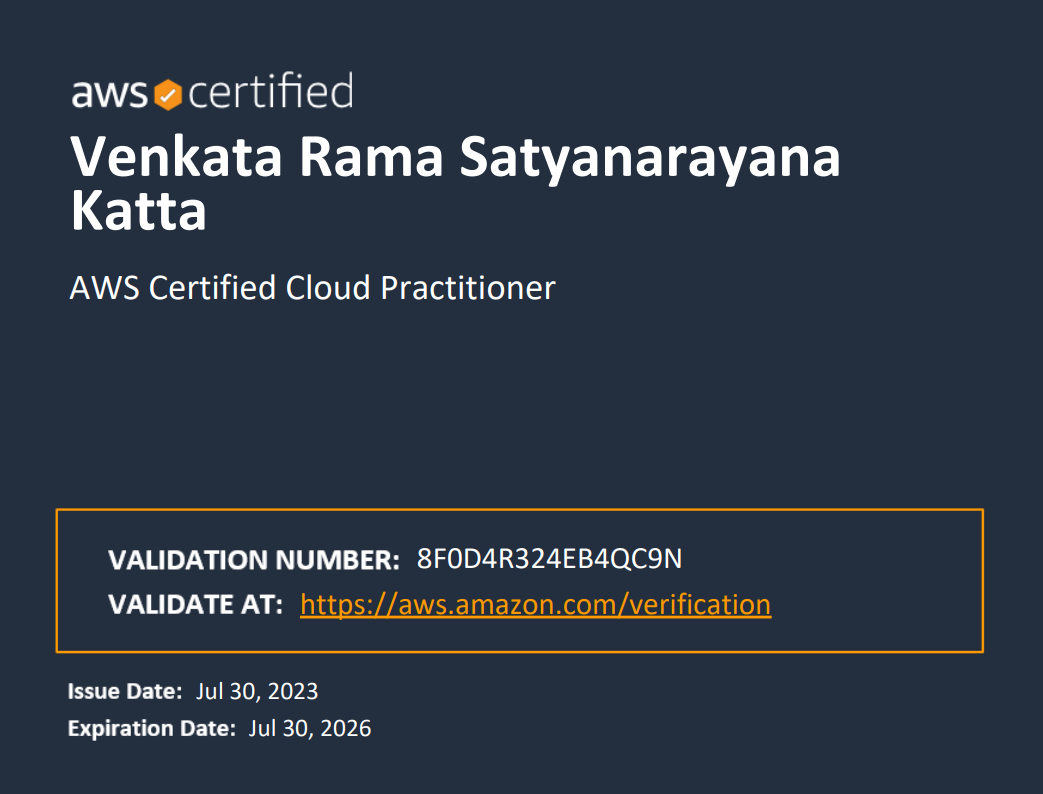 aws certified
Venkata Rama Satyanarayana
Katta
AWS Certified Cloud Practitioner
VALIDATION NUMBER: 8F0D4R324EB4QC9N
VALIDATE AT: https://aws.amazon.com/verification
Issue Date: Jul 30, 2023
Expiration Date: Jul 30, 2026